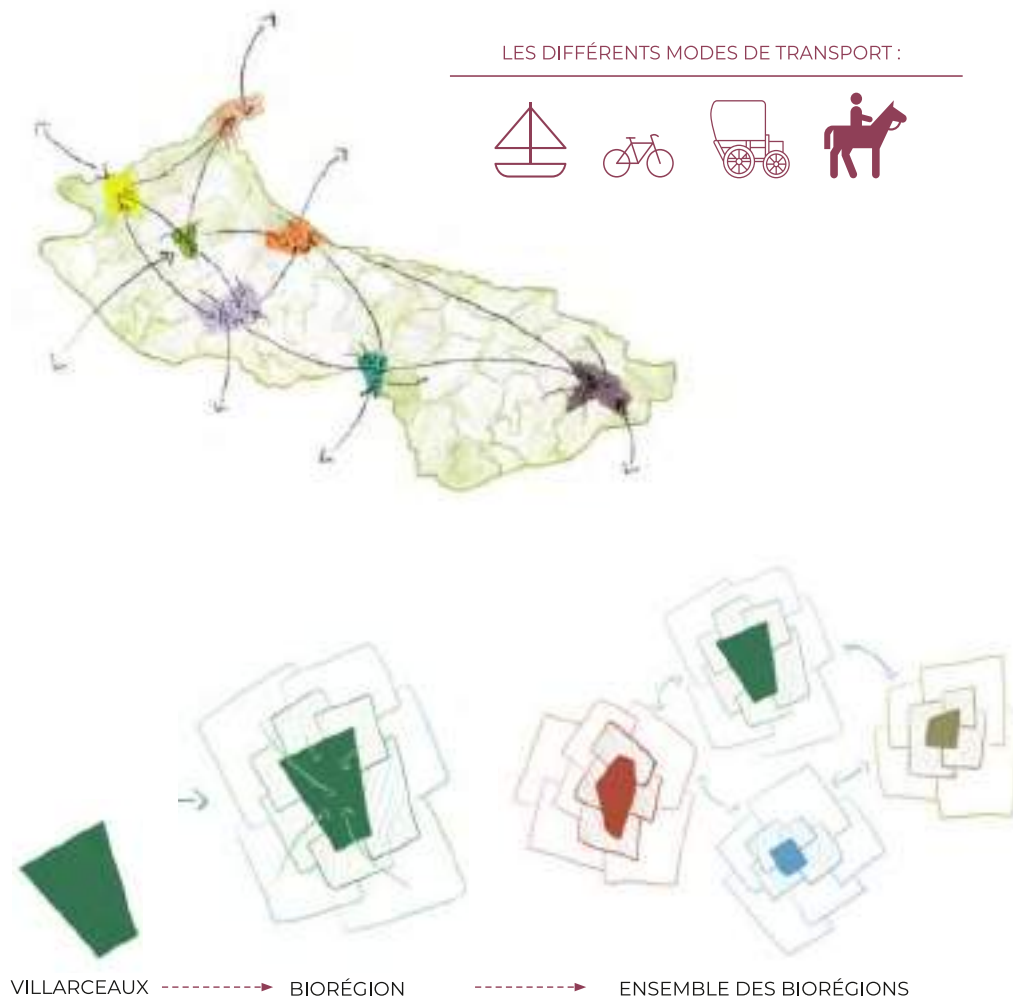 LES DIFFÉRENTS MODES DE TRANSPORT :
VILLARCEAUX
BIORÉGION
ENSEMBLE DES BIORÉGIONS